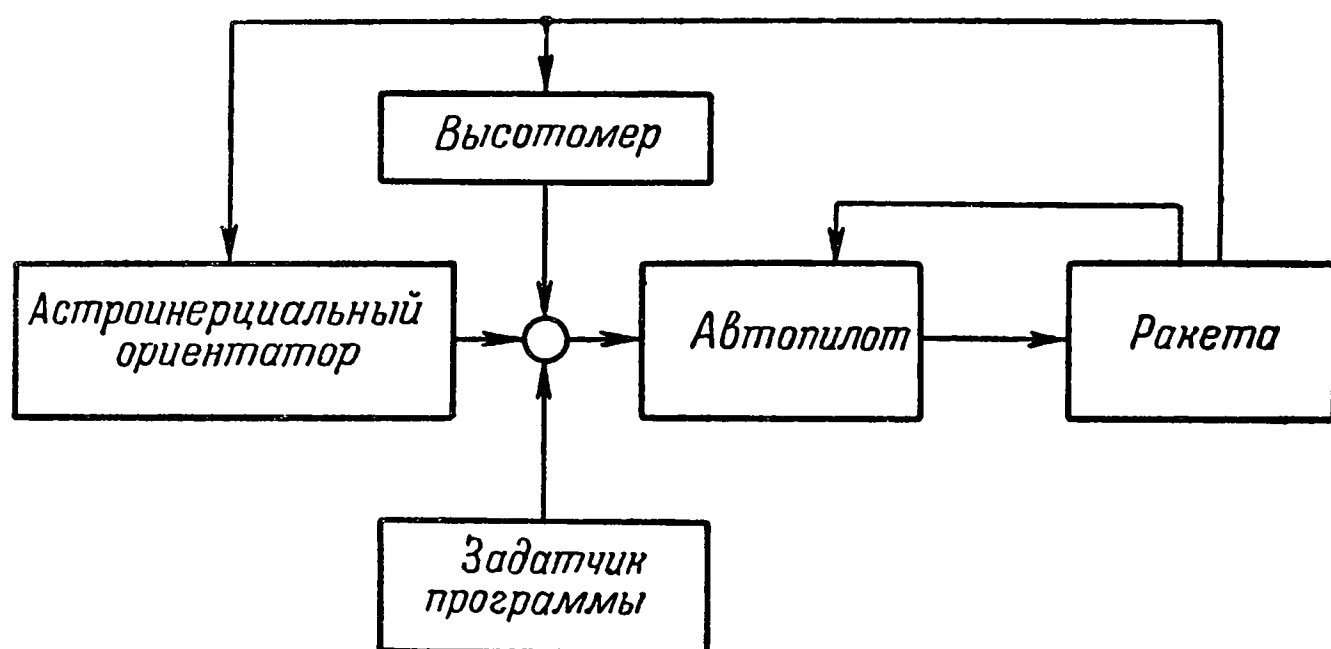 Высотомер
Астроинерциальный
ориентатор
Автопилот
Ракета
Задатчик
программы